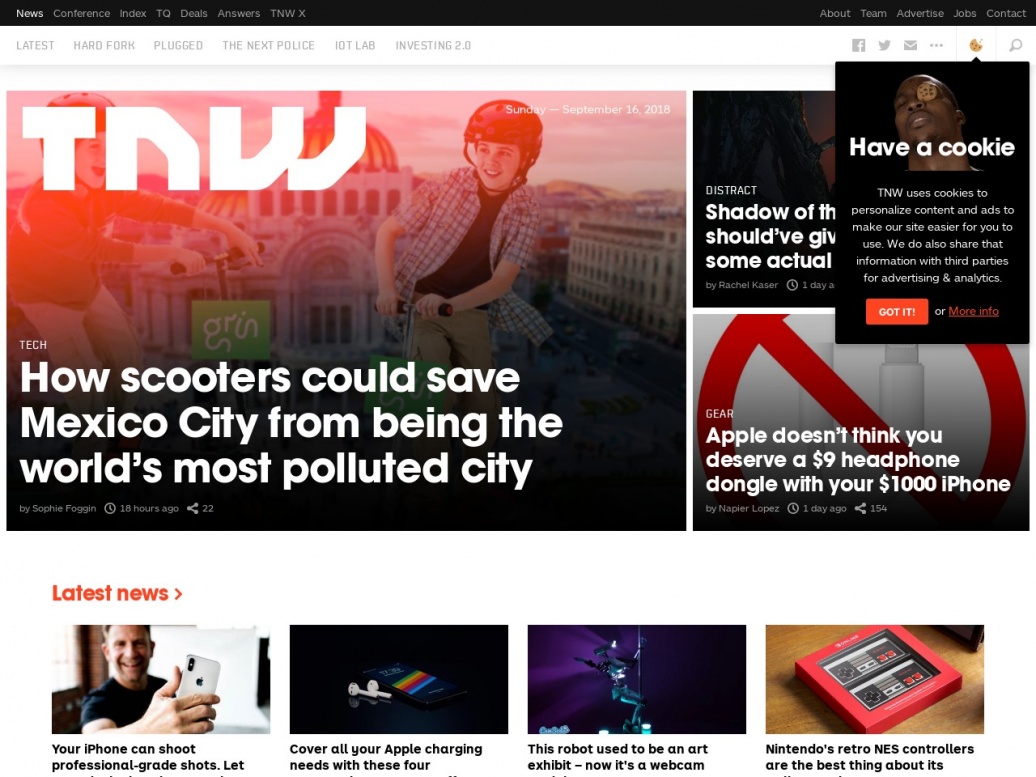 News Conference Index TQ Deals Answers TNW X
About Team Advertise Jobs Contact
LATEST HARD FORK PLUGGED THE NEXT POLICE IOT LAB INVESTING 2.0
TNW
Sunday — September 16, 2018
grin
TECH
How scooters could save
Mexico City from being the
world's most polluted city
by Sophie Foggin 18 hours ago 22
DISTRACT
Shadow of th
should've giv
some actual
by Rachel Kaser 1 day a
Have a cookie
TNW uses cookies to
personalize content and ads to
make our site easier for you to
use. We do also share that
information with third parties
for advertising & analytics.
GOT IT! or More info
GEAR
Apple doesn't think you
deserve a $9 headphone
dongle with your $1000 iPhone
by Napier Lopez 1 day ago 154
Latest news
Your iPhone can shoot
professional-grade shots. Let
Cover all your Apple charging
needs with these four
This robot used to be an art
exhibit – now it's a webcam
Nintendo's retro NES controllers
are the best thing about its